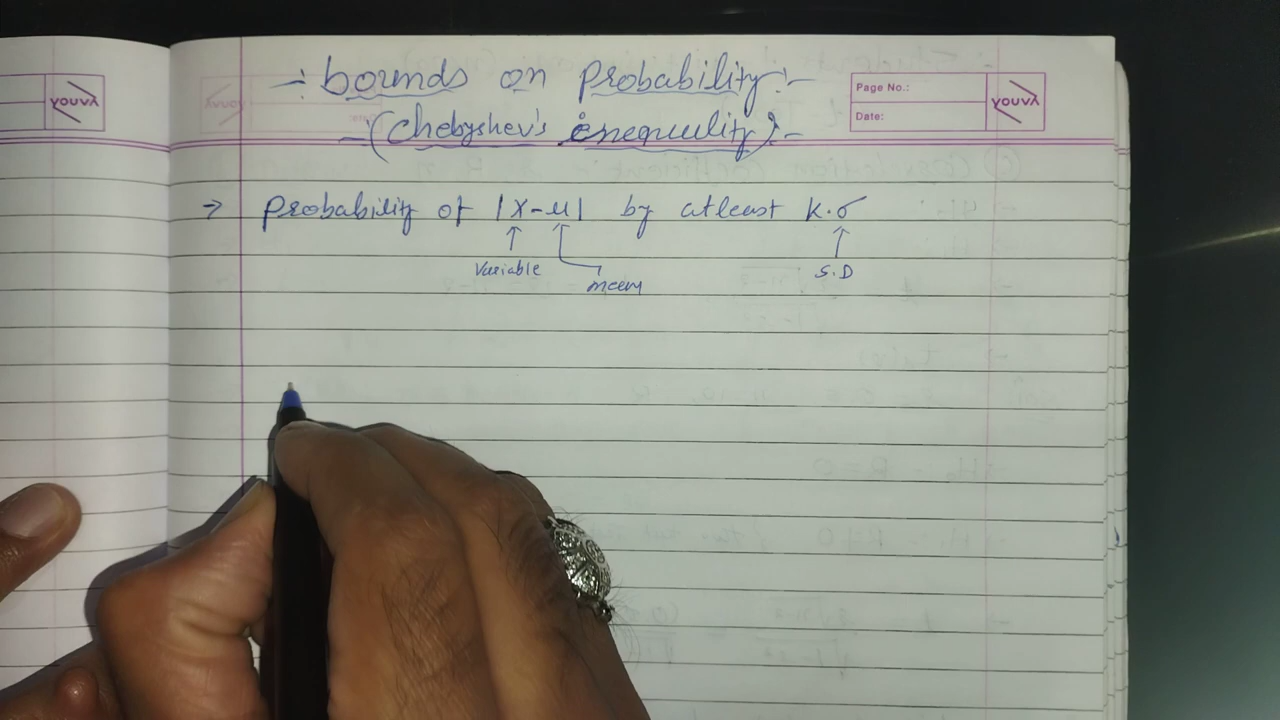 -: bounds on Probability :-
-(Chebyshev's inequality)-
Page No.:
Date:
youva
youva
→ Probability of |X-μ| by atleast K.σ
Variable
mean
S.D